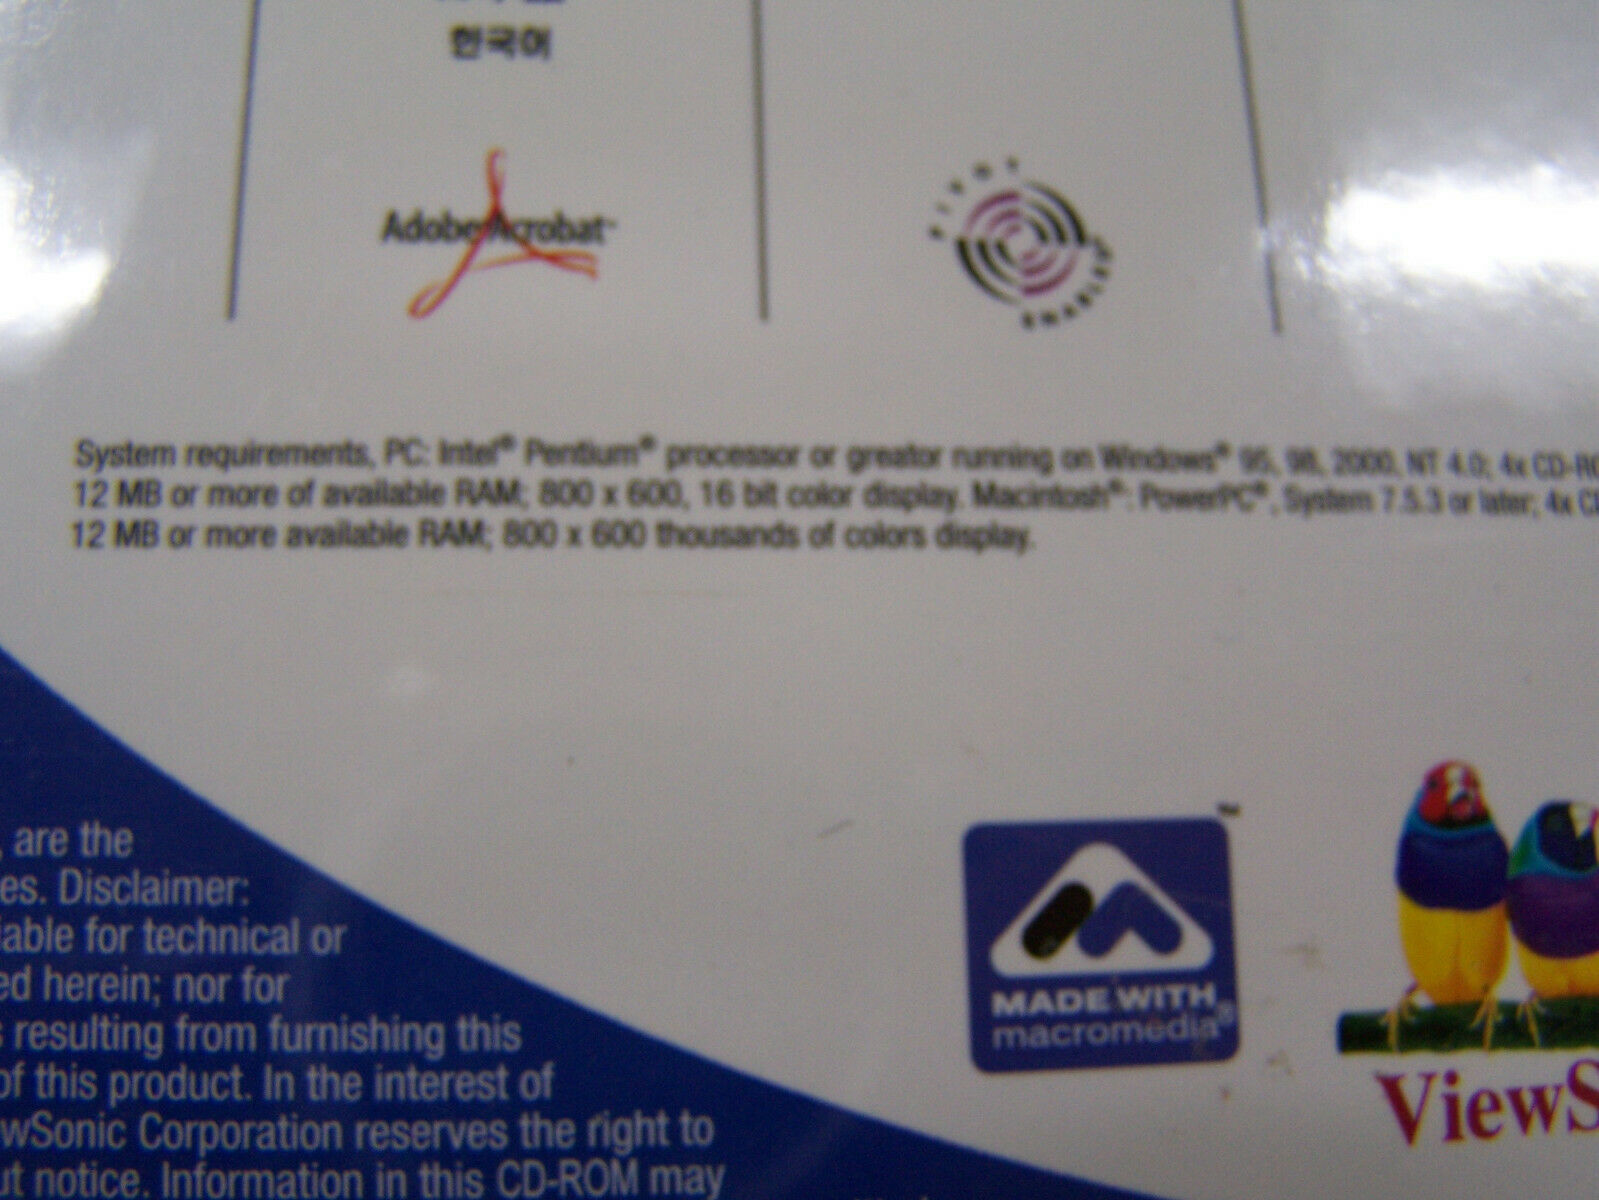 한국어
Adobe Acrobat™
PIVOT
ENABLED
System requirements, PC: Intel® Pentium® processor or greator running on Windows® 95, 98, 2000, NT 4.0; 4x CD-RO
12 MB or more of available RAM; 800 x 600, 16 bit color display. Macintosh®: PowerPC®, System 7.5.3 or later; 4x CD
12 MB or more available RAM; 800 x 600 thousands of colors display.
, are the
es. Disclaimer:
iable for technical or
ed herein; nor for
s resulting from furnishing this
of this product. In the interest of
wSonic Corporation reserves the right to
ut notice. Information in this CD-ROM may
MADE WITH
macromedia®
ViewS